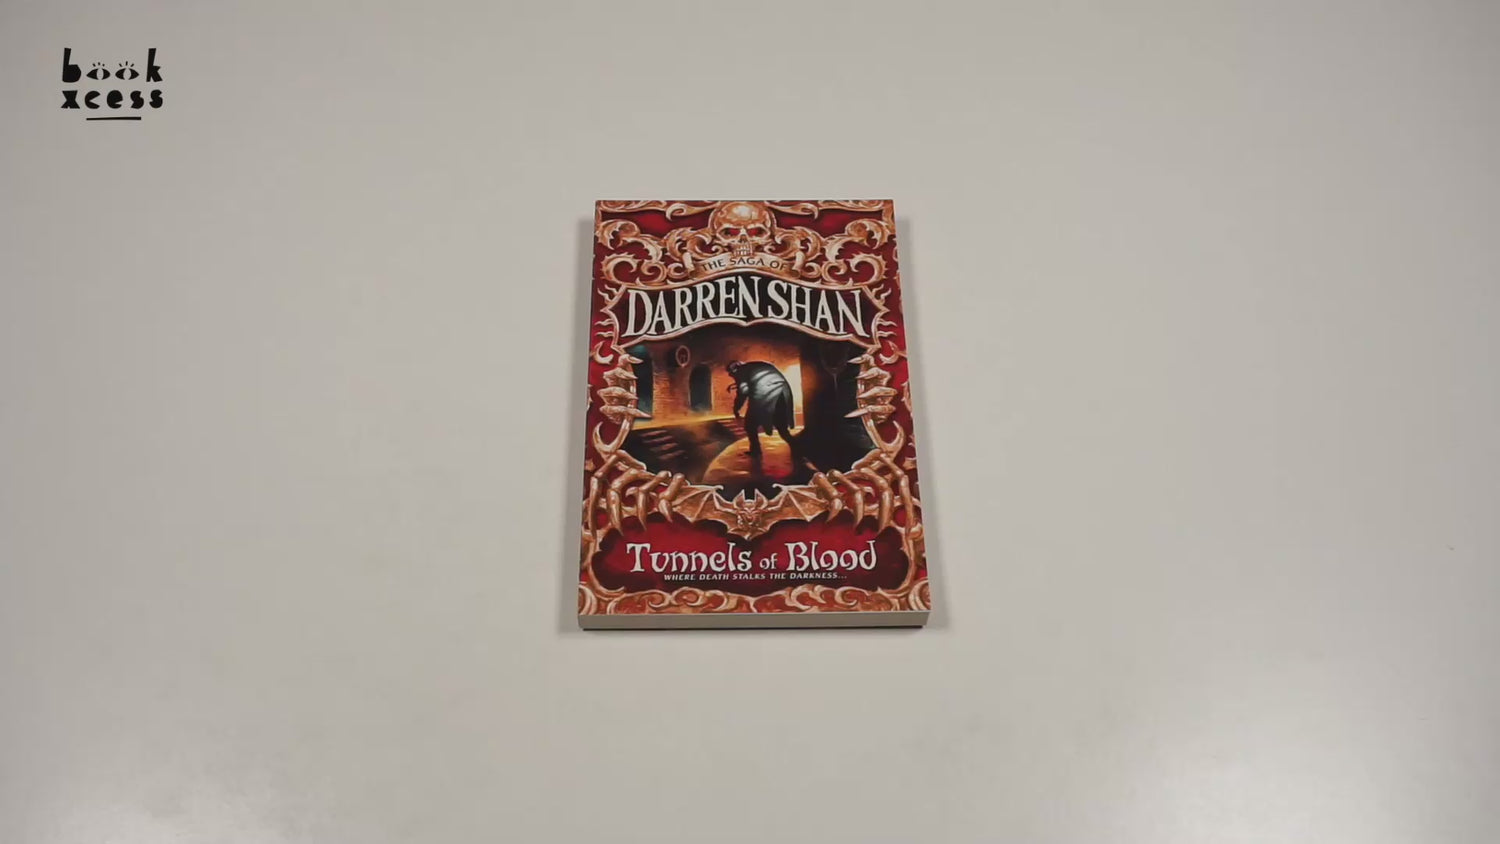 book
xcess
THE SAGA OF
DARREN SHAN
Tunnels of Blood
WHERE DEATH STALKS THE DARKNESS...